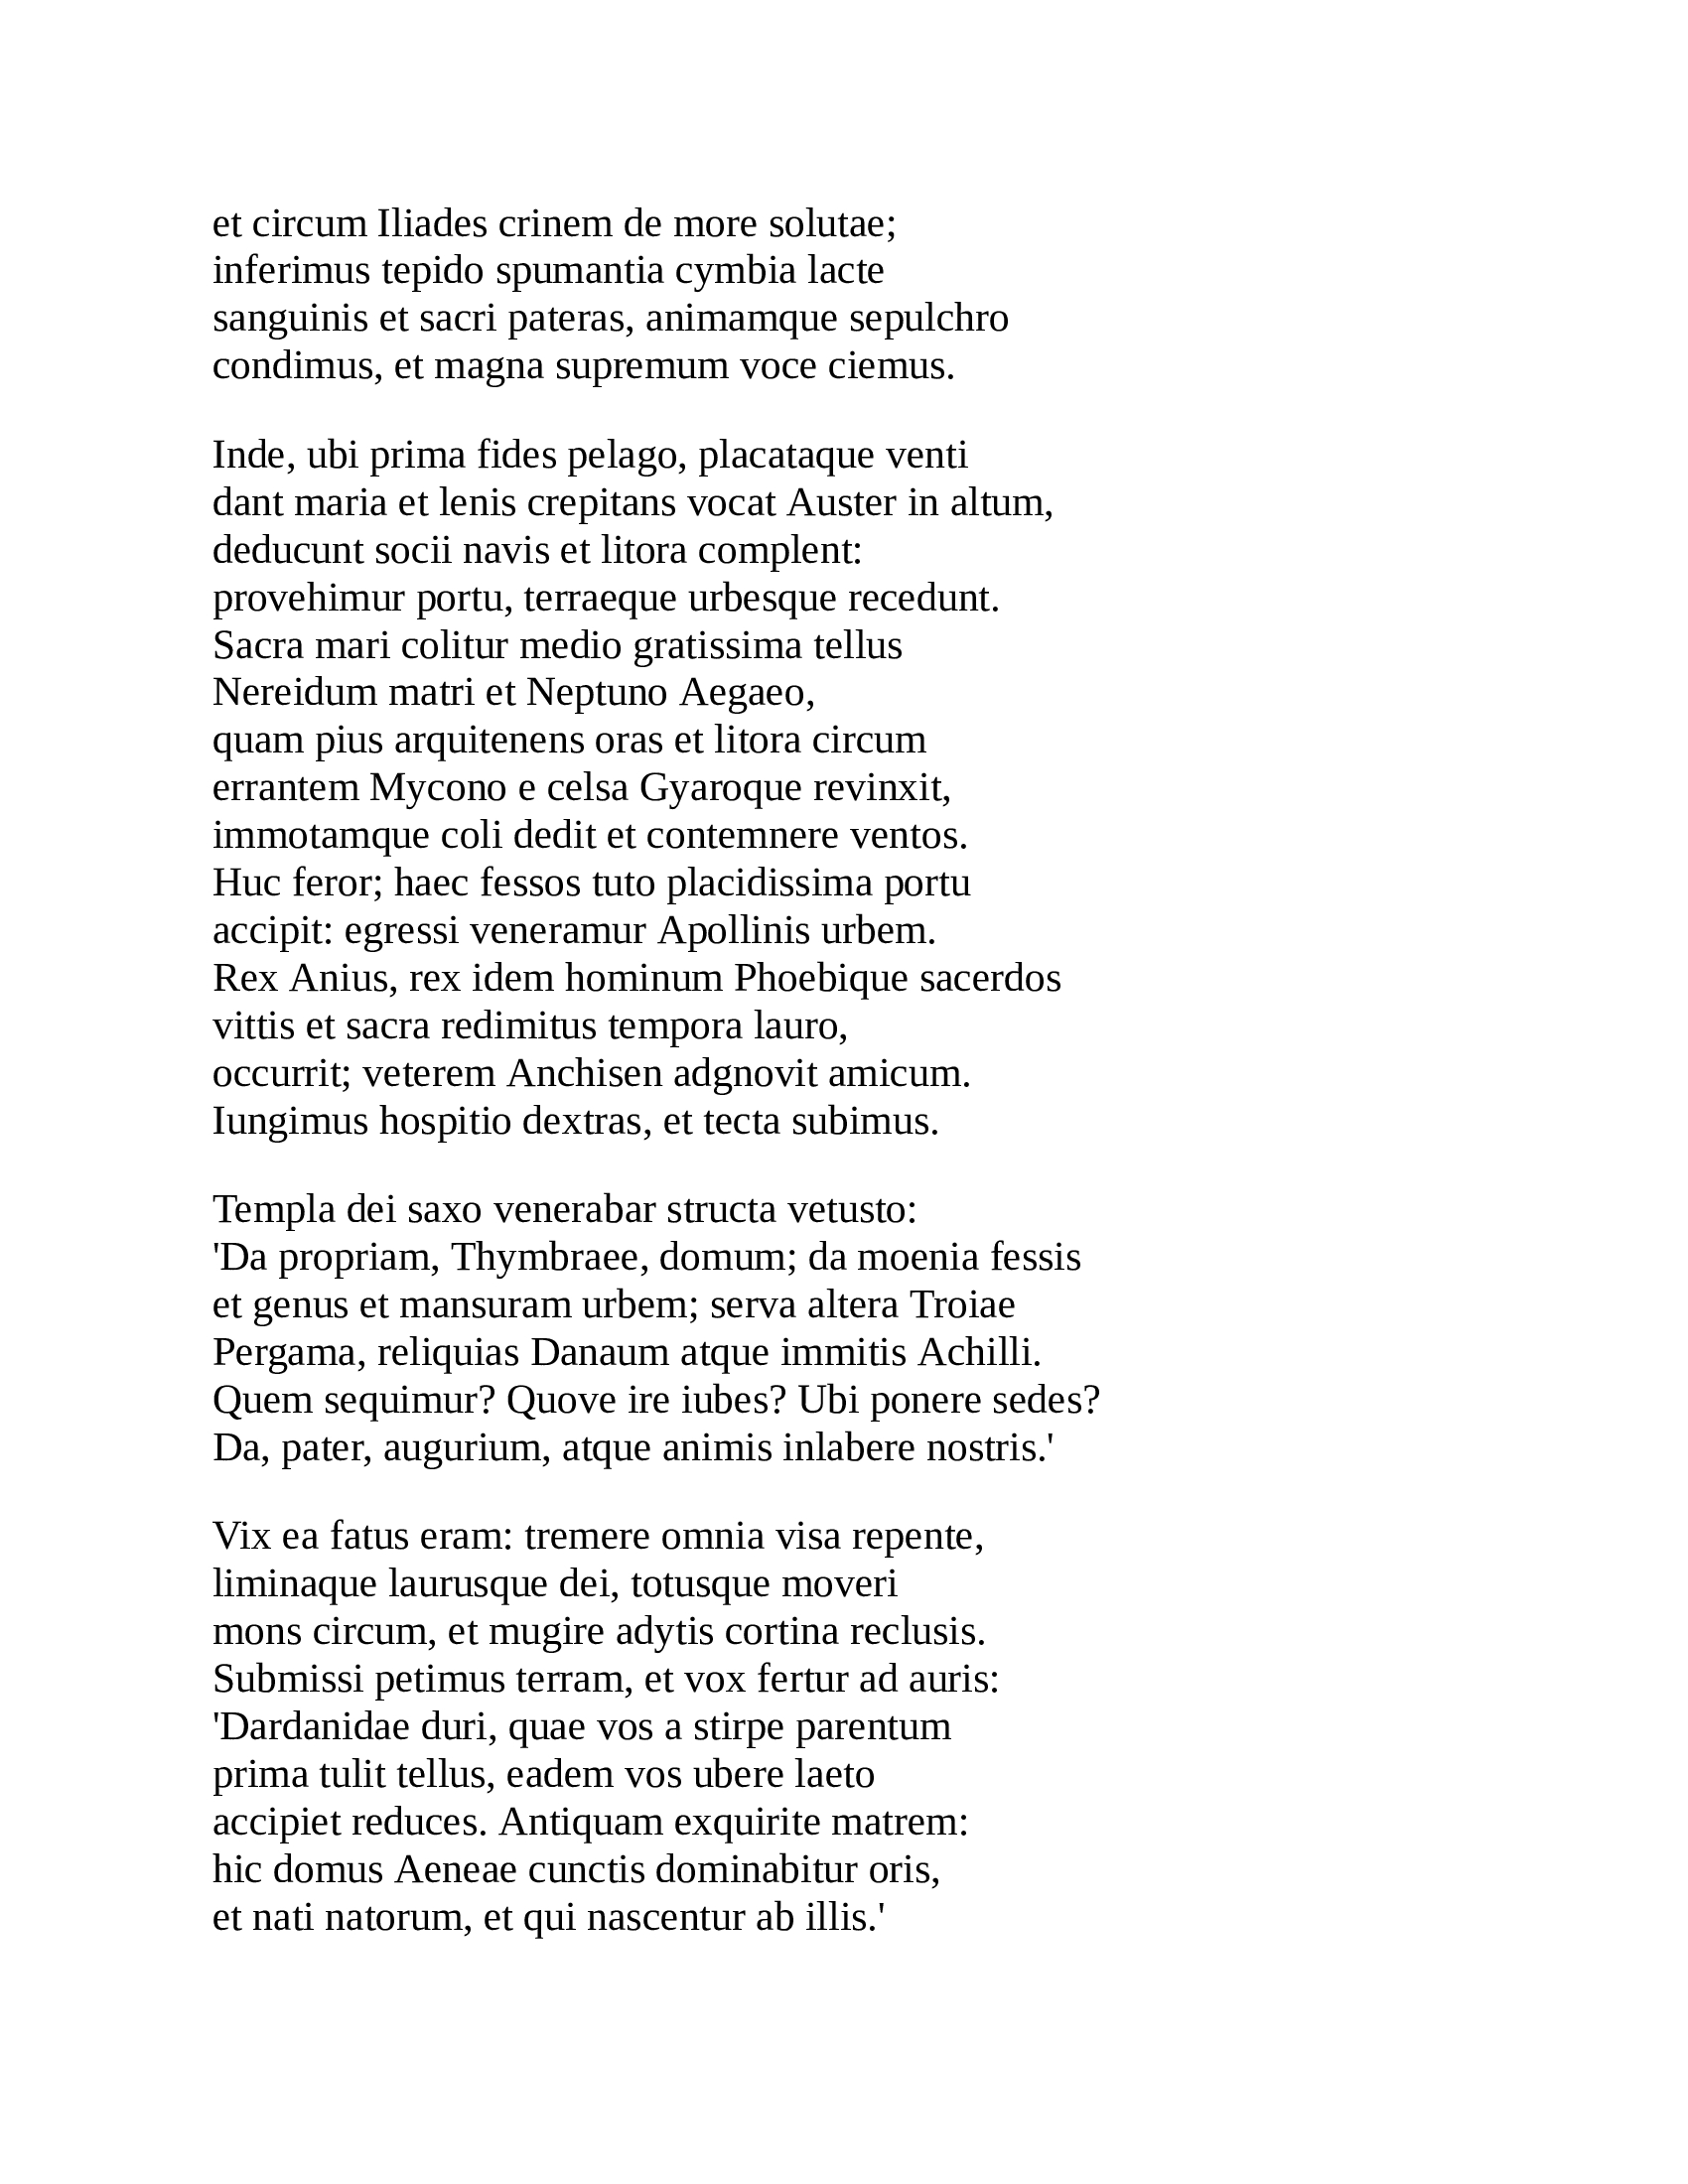 et circum Iliades crinem de more solutae;
inferimus tepido spumantia cymbia lacte
sanguinis et sacri pateras, animamque sepulchro
condimus, et magna supremum voce ciemus.

Inde, ubi prima fides pelago, placataque venti
dant maria et lenis crepitans vocat Auster in altum,
deducunt socii navis et litora complent:
provehimur portu, terraeque urbesque recedunt.
Sacra mari colitur medio gratissima tellus
Nereidum matri et Neptuno Aegaeo,
quam pius arquitenens oras et litora circum
errantem Mycono e celsa Gyaroque revinxit,
immotamque coli dedit et contemnere ventos.
Huc feror; haec fessos tuto placidissima portu
accipit: egressi veneramur Apollinis urbem.
Rex Anius, rex idem hominum Phoebique sacerdos
vittis et sacra redimitus tempora lauro,
occurrit; veterem Anchisen adgnovit amicum.
Iungimus hospitio dextras, et tecta subimus.

Templa dei saxo venerabar structa vetusto:
'Da propriam, Thymbraee, domum; da moenia fessis
et genus et mansuram urbem; serva altera Troiae
Pergama, reliquias Danaum atque immitis Achilli.
Quem sequimur? Quove ire iubes? Ubi ponere sedes?
Da, pater, augurium, atque animis inlabere nostris.'

Vix ea fatus eram: tremere omnia visa repente,
liminaque laurusque dei, totusque moveri
mons circum, et mugire adytis cortina reclusis.
Submissi petimus terram, et vox fertur ad auris:
'Dardanidae duri, quae vos a stirpe parentum
prima tulit tellus, eadem vos ubere laeto
accipiet reduces. Antiquam exquirite matrem:
hic domus Aeneae cunctis dominabitur oris,
et nati natorum, et qui nascentur ab illis.'